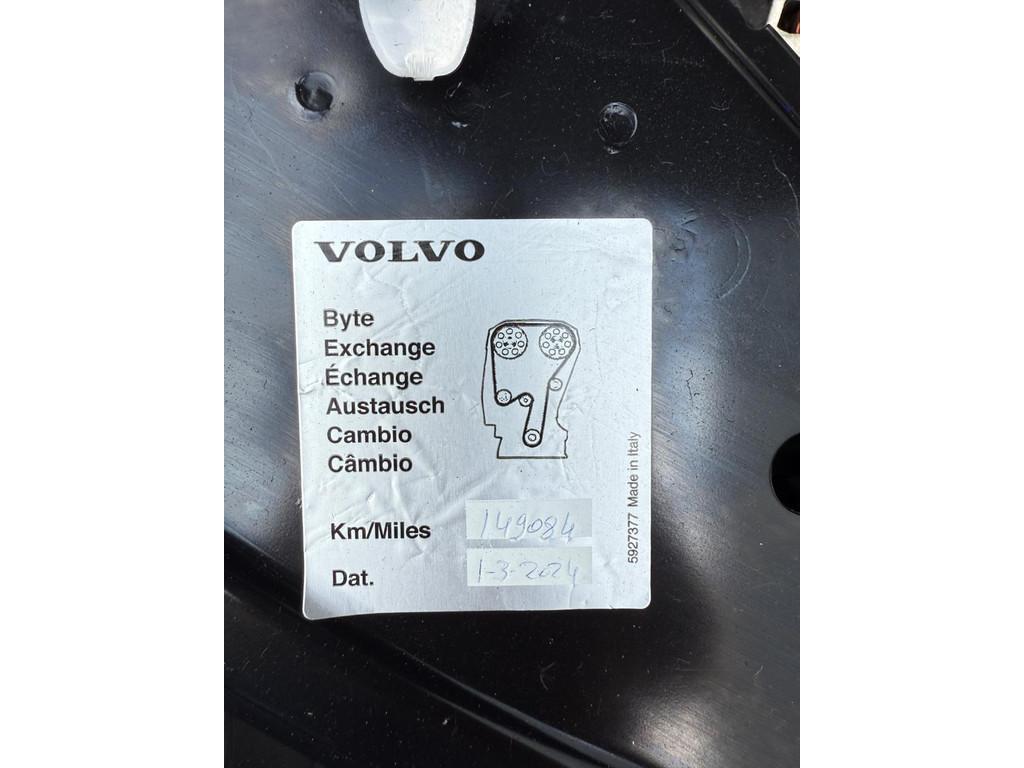 VOLVO
Byte
Exchange
Échange
Austausch
Cambio
Câmbio
Km/Miles 149084
Dat. 1-3-2024
5927377 Made in Italy